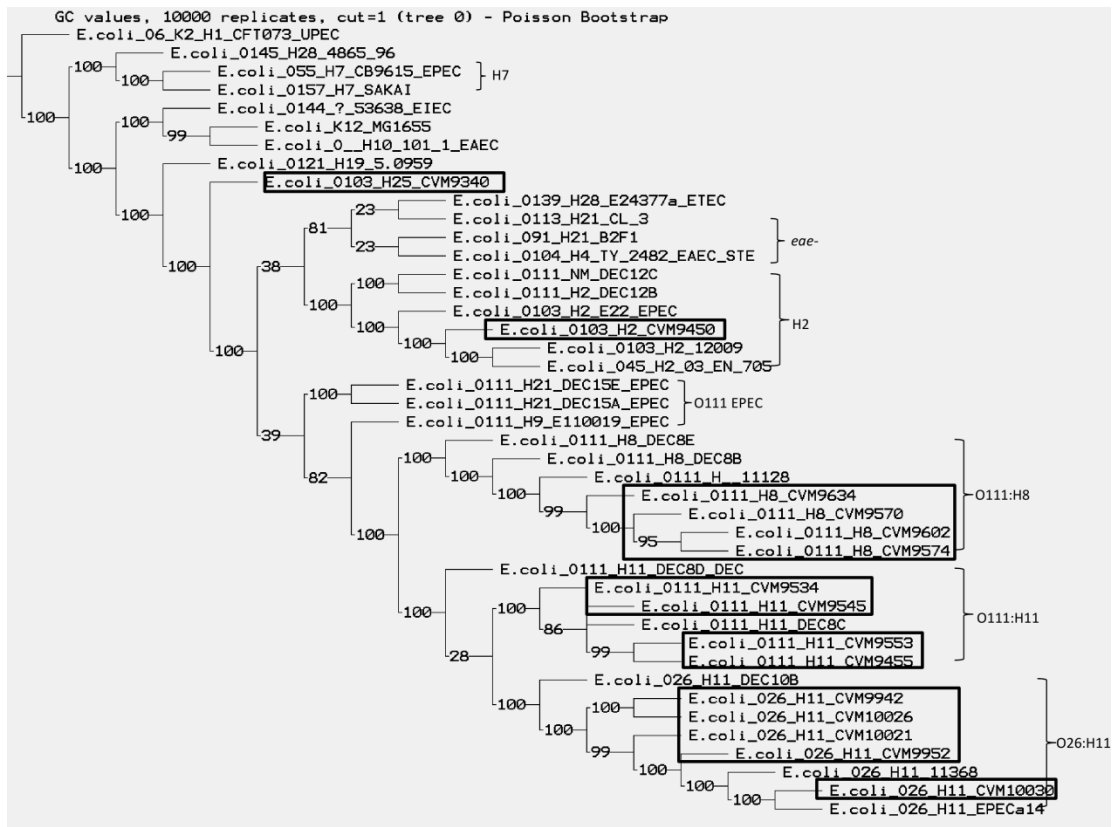 GC values, 10000 replicates, cut=1 (tree 0) - Poisson Bootstrap
E.coli_06_K2_H1_CFT073_UPEC
E.coli_0145_H28_4865_96
100
E.coli_055_H7_CB9615_EPEC
100
H7
E.coli_0157_H7_SAKAI
100
E.coli_0144_?_53638_EIEC
100
E.coli_K12_MG1655
99
E.coli_O__H10_101_1_EAEC
E.coli_0121_H19_5.0959
100
E.coli_0103_H25_CVM9340
E.coli_0139_H28_E24377a_ETEC
23
100
E.coli_0113_H21_CL_3
81
E.coli_091_H21_B2F1
23
eae-
E.coli_0104_H4_TY_2482_EAEC_STE
100
38
E.coli_0111_NM_DEC12C
100
E.coli_0111_H2_DEC12B
100
E.coli_0103_H2_E22_EPEC
100
H2
E.coli_0103_H2_CVM9450
100
E.coli_0103_H2_12009
100
100
E.coli_045_H2_03_EN_705
E.coli_0111_H21_DEC15E_EPEC
100
O111 EPEC
E.coli_0111_H21_DEC15A_EPEC
E.coli_0111_H9_E110019_EPEC
39
E.coli_0111_H8_DEC8E
100
E.coli_0111_H8_DEC8B
82
100
E.coli_0111_H__11128
E.coli_0111_H8_CVM9634
O111:H8
99
E.coli_0111_H8_CVM9570
100
E.coli_0111_H8_CVM9602
100
95
E.coli_0111_H8_CVM9574
E.coli_0111_H11_DEC8D_DEC
E.coli_0111_H11_CVM9534
100
E.coli_0111_H11_CVM9545
100
O111:H11
E.coli_0111_H11_DEC8C
86
E.coli_0111_H11_CVM9553
99
28
E.coli_0111_H11_CVM9455
E.coli_026_H11_DEC10B
E.coli_026_H11_CVM9942
100
100
E.coli_026_H11_CVM10026
100
E.coli_026_H11_CVM10021
O26:H11
99
E.coli_026_H11_CVM9952
100
E.coli_026_H11_11368
100
E.coli_026_H11_CVM10030
100
E.coli_026_H11_EPECa14